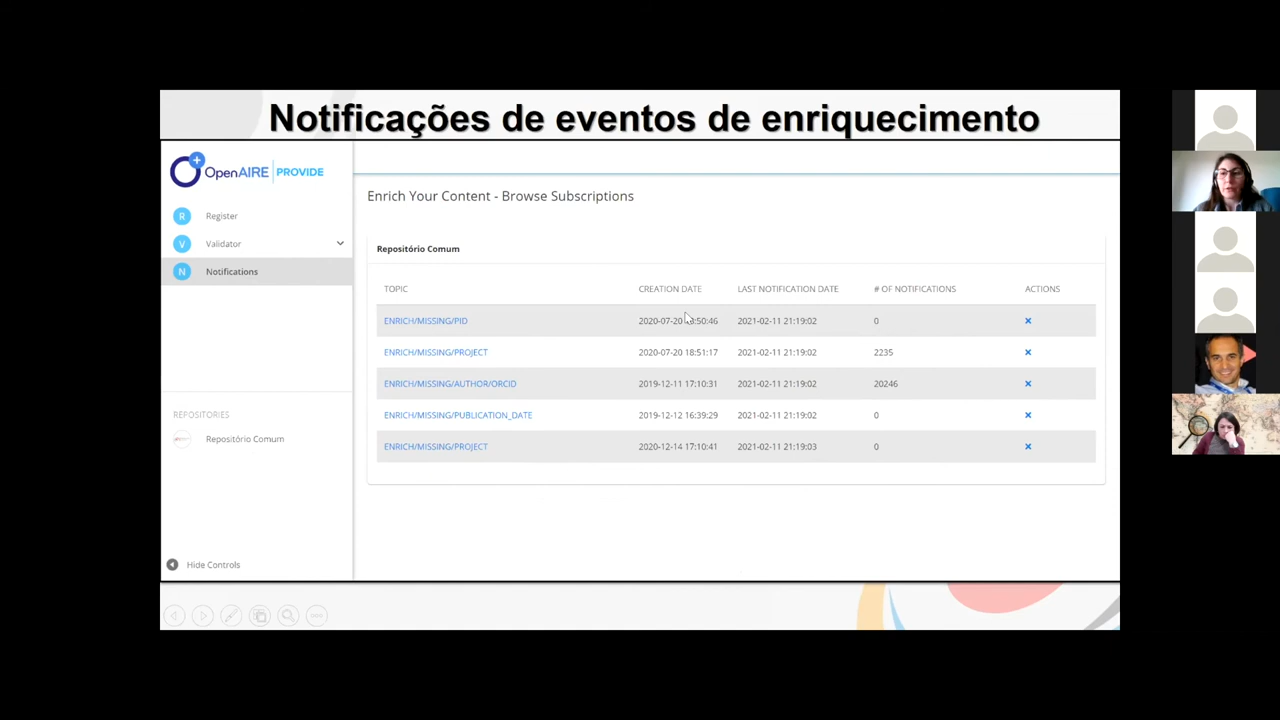 Notificações de eventos de enriquecimento
OpenAIRE PROVIDE
Enrich Your Content - Browse Subscriptions
R Register
V Validator
N Notifications
Repositório Comum
TOPIC CREATION DATE LAST NOTIFICATION DATE # OF NOTIFICATIONS ACTIONS
ENRICH/MISSING/PID 2020-07-20 2021-02-11 21:19:02 0
ENRICH/MISSING/PROJECT 2020-07-20 18:51:17 2021-02-11 21:19:02 2235
ENRICH/MISSING/AUTHOR/ORCID 2019-12-11 17:10:31 2021-02-11 21:19:02 20246
ENRICH/MISSING/PUBLICATION_DATE 2019-12-12 16:39:29 2021-02-11 21:19:02 0
ENRICH/MISSING/PROJECT 2020-12-14 17:10:41 2021-02-11 21:19:03 0
REPOSITORIES
Repositório Comum
Hide Controls